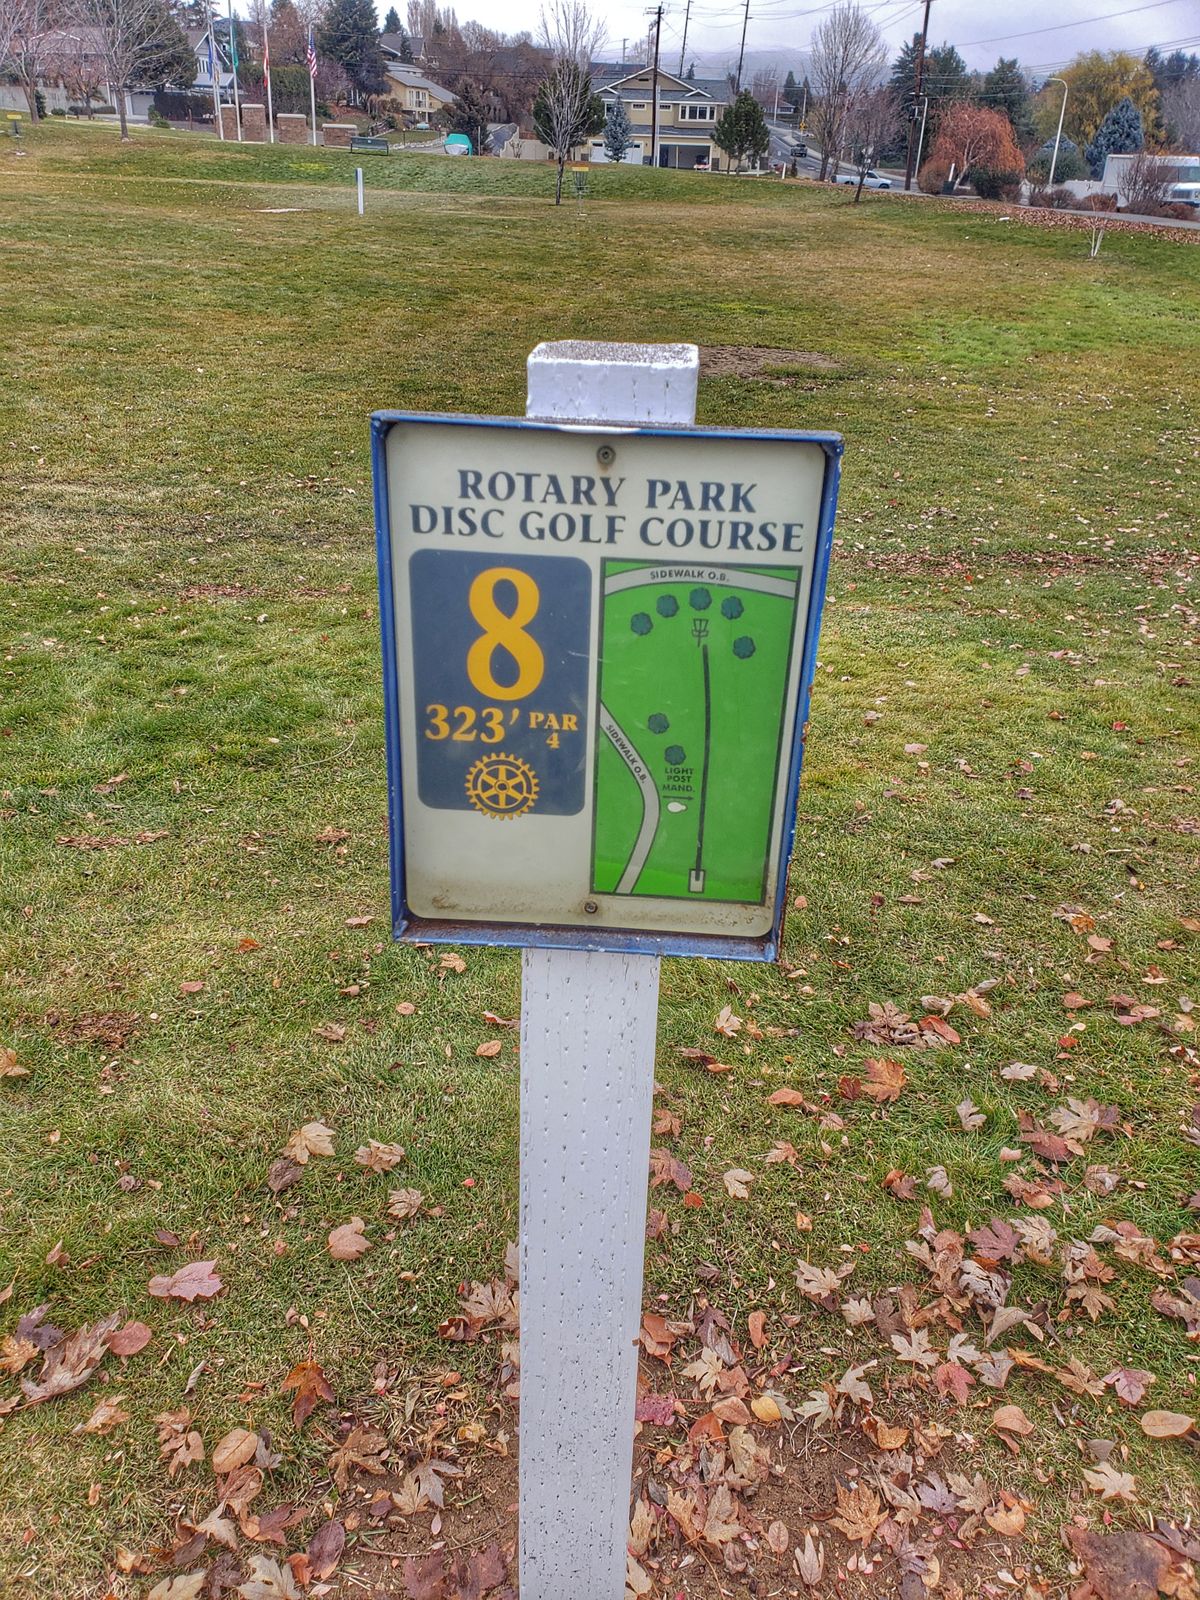 ROTARY PARK
DISC GOLF COURSE
8
323' PAR
4
SIDEWALK O.B.
SIDEWALK O.B.
LIGHT
POST
MAND.